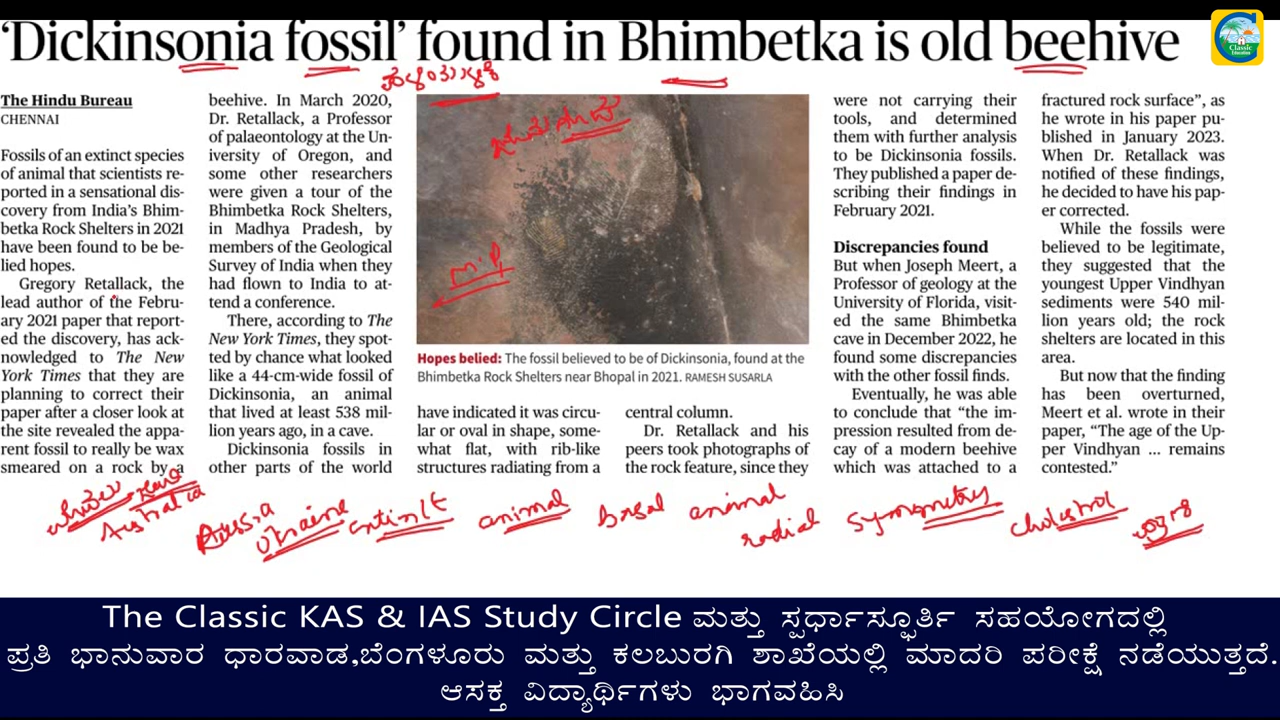 ‘Dickinsonia fossil’ found in Bhimbetka is old beehive
Classic
Education
The Hindu Bureau
CHENNAI
Fossils of an extinct species
of animal that scientists re-
ported in a sensational dis-
covery from India’s Bhim-
betka Rock Shelters in 2021
have been found to be be-
lied hopes.
Gregory Retallack, the
lead author of the Febru-
ary 2021 paper that report-
ed the discovery, has ack-
nowledged to The New
York Times that they are
planning to correct their
paper after a closer look at
the site revealed the appa-
rent fossil to really be wax
smeared on a rock by a
beehive. In March 2020,
Dr. Retallack, a Professor
of palaeontology at the Un-
iversity of Oregon, and
some other researchers
were given a tour of the
Bhimbetka Rock Shelters,
in Madhya Pradesh, by
members of the Geological
Survey of India when they
had flown to India to at-
tend a conference.
There, according to The
New York Times, they spot-
ted by chance what looked
like a 44-cm-wide fossil of
Dickinsonia, an animal
that lived at least 538 mil-
lion years ago, in a cave.
Dickinsonia fossils in
other parts of the world
M.P
Hopes belied: The fossil believed to be of Dickinsonia, found at the
Bhimbetka Rock Shelters near Bhopal in 2021. RAMESH SUSARLA
have indicated it was circu-
lar or oval in shape, some-
what flat, with rib-like
structures radiating from a
central column.
Dr. Retallack and his
peers took photographs of
the rock feature, since they
were not carrying their
tools, and determined
them with further analysis
to be Dickinsonia fossils.
They published a paper de-
scribing their findings in
February 2021.
Discrepancies found
But when Joseph Meert, a
Professor of geology at the
University of Florida, visit-
ed the same Bhimbetka
cave in December 2022, he
found some discrepancies
with the other fossil finds.
Eventually, he was able
to conclude that “the im-
pression resulted from de-
cay of a modern beehive
which was attached to a
fractured rock surface”, as
he wrote in his paper pu-
blished in January 2023.
When Dr. Retallack was
notified of these findings,
he decided to have his pap-
er corrected.
While the fossils were
believed to be legitimate,
they suggested that the
youngest Upper Vindhyan
sediments were 540 mil-
lion years old; the rock
shelters are located in this
area.
But now that the finding
has been overturned,
Meert et al. wrote in their
paper, “The age of the Up-
per Vindhyan ... remains
contested.”
Australia Russia Ukraine animal basal animal radial symmetry
The Classic KAS & IAS Study Circle ಮತ್ತು ಸ್ಪರ್ಧಾಸ್ಫೂರ್ತಿ ಸಹಯೋಗದಲ್ಲಿ
ಪ್ರತಿ ಭಾನುವಾರ ಧಾರವಾಡ,ಬೆಂಗಳೂರು ಮತ್ತು ಕಲಬುರಗಿ ಶಾಖೆಯಲ್ಲಿ ಮಾದರಿ ಪರೀಕ್ಷೆ ನಡೆಯುತ್ತದೆ.
ಆಸಕ್ತ ವಿದ್ಯಾರ್ಥಿಗಳು ಭಾಗವಹಿಸಿ